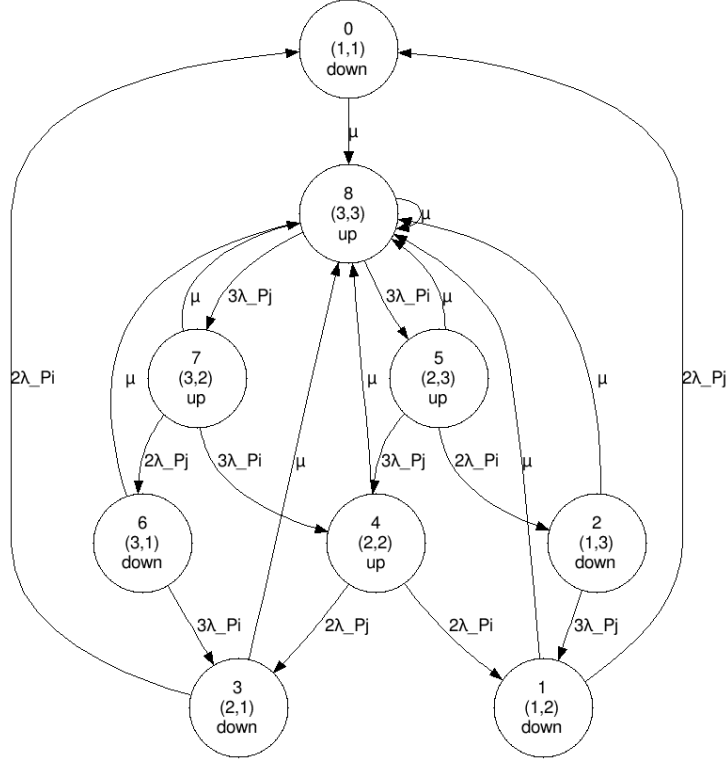 0
(1,1)
down
μ
8
(3,3)
up
μ
3λ_Pj
3λ_Pi
μ
μ
7
(3,2)
up
5
(2,3)
up
2λ_Pi
μ
μ
μ
2λ_Pj
2λ_Pj
3λ_Pi
μ
3λ_Pj
2λ_Pi
μ
6
(3,1)
down
4
(2,2)
up
2
(1,3)
down
3λ_Pi
2λ_Pj
2λ_Pi
3λ_Pj
3
(2,1)
down
1
(1,2)
down